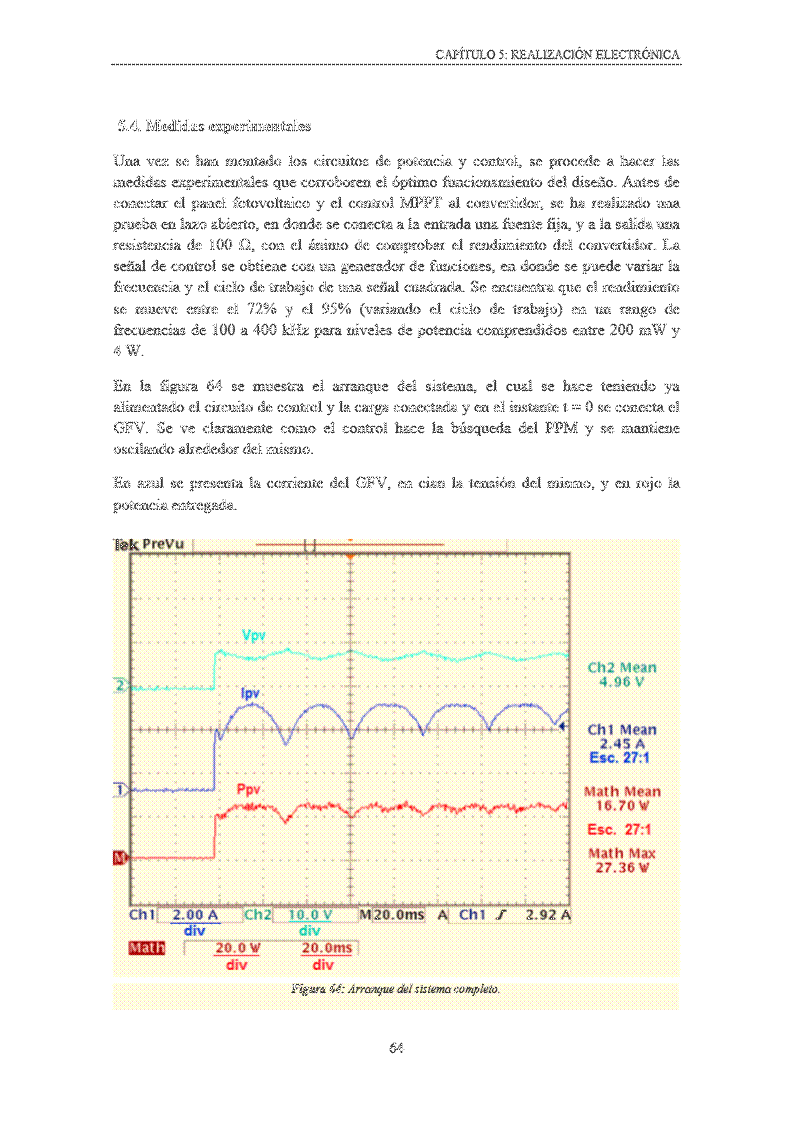 CAPÍTULO 5: REALIZACIÓN ELECTRÓNICA
5.4. Medidas experimentales
Una vez se han montado los circuitos de potencia y control, se procede a hacer las
medidas experimentales que corroboren el óptimo funcionamiento del diseño. Antes de
conectar el panel fotovoltaico y el control MPPT al convertidor, se ha realizado una
prueba en lazo abierto, en donde se conecta a la entrada una fuente fija, y a la salida una
resistencia de 100 Ω, con el ánimo de comprobar el rendimiento del convertidor. La
señal de control se obtiene con un generador de funciones, en donde se puede variar la
frecuencia y el ciclo de trabajo de una señal cuadrada. Se encuentra que el rendimiento
se mueve entre el 72% y el 95% (variando el ciclo de trabajo) en un rango de
frecuencias de 100 a 400 kHz para niveles de potencia comprendidos entre 200 mW y
4 W.
En la figura 64 se muestra el arranque del sistema, el cual se hace teniendo ya
alimentado el circuito de control y la carga conectada y en el instante t = 0 se conecta el
GFV. Se ve claramente como el control hace la búsqueda del PPM y se mantiene
oscilando alrededor del mismo.
En azul se presenta la corriente del GFV, en cian la tensión del mismo, y en rojo la
potencia entregada.
Tek PreVu
Vpv
2
Ch2 Mean
4.96 V
Ipv
Ch1 Mean
2.45 A
Esc. 27:1
1
Ppv
Math Mean
16.70 W
Esc. 27:1
M
Math Max
27.36 W
Ch1 2.00 A Ch2 10.0 V M 20.0ms A Ch1 2.92 A
div div
Math 20.0 W 20.0ms
div div
Figura 64: Arranque del sistema completo.
64